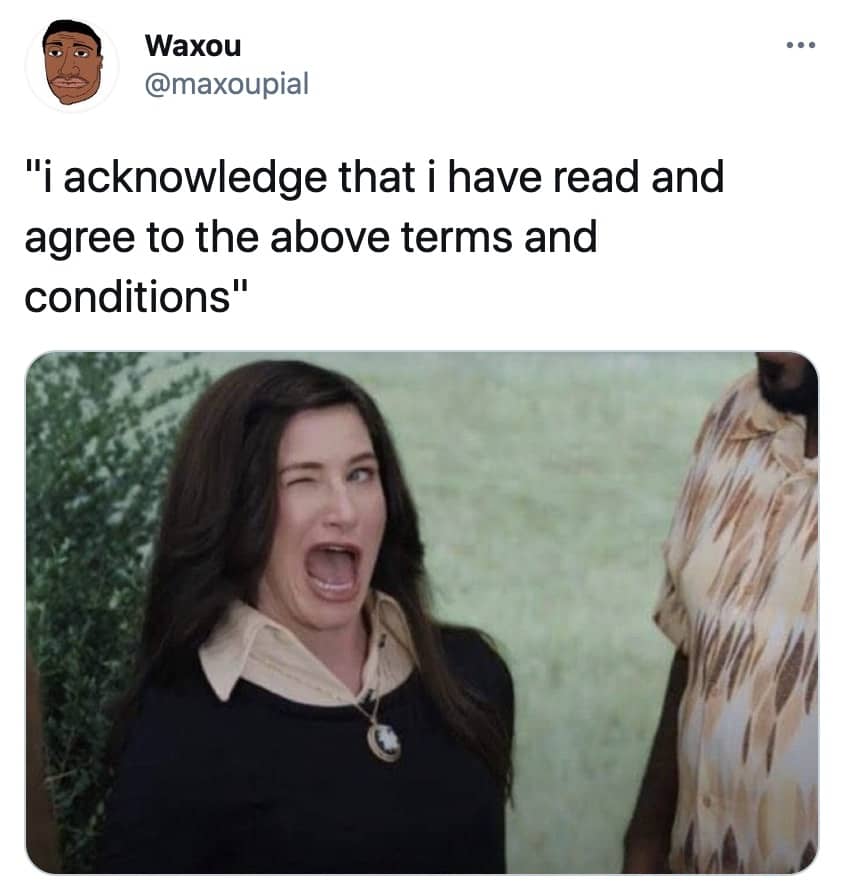 Waxou
@maxoupial
"i acknowledge that i have read and
agree to the above terms and
conditions"